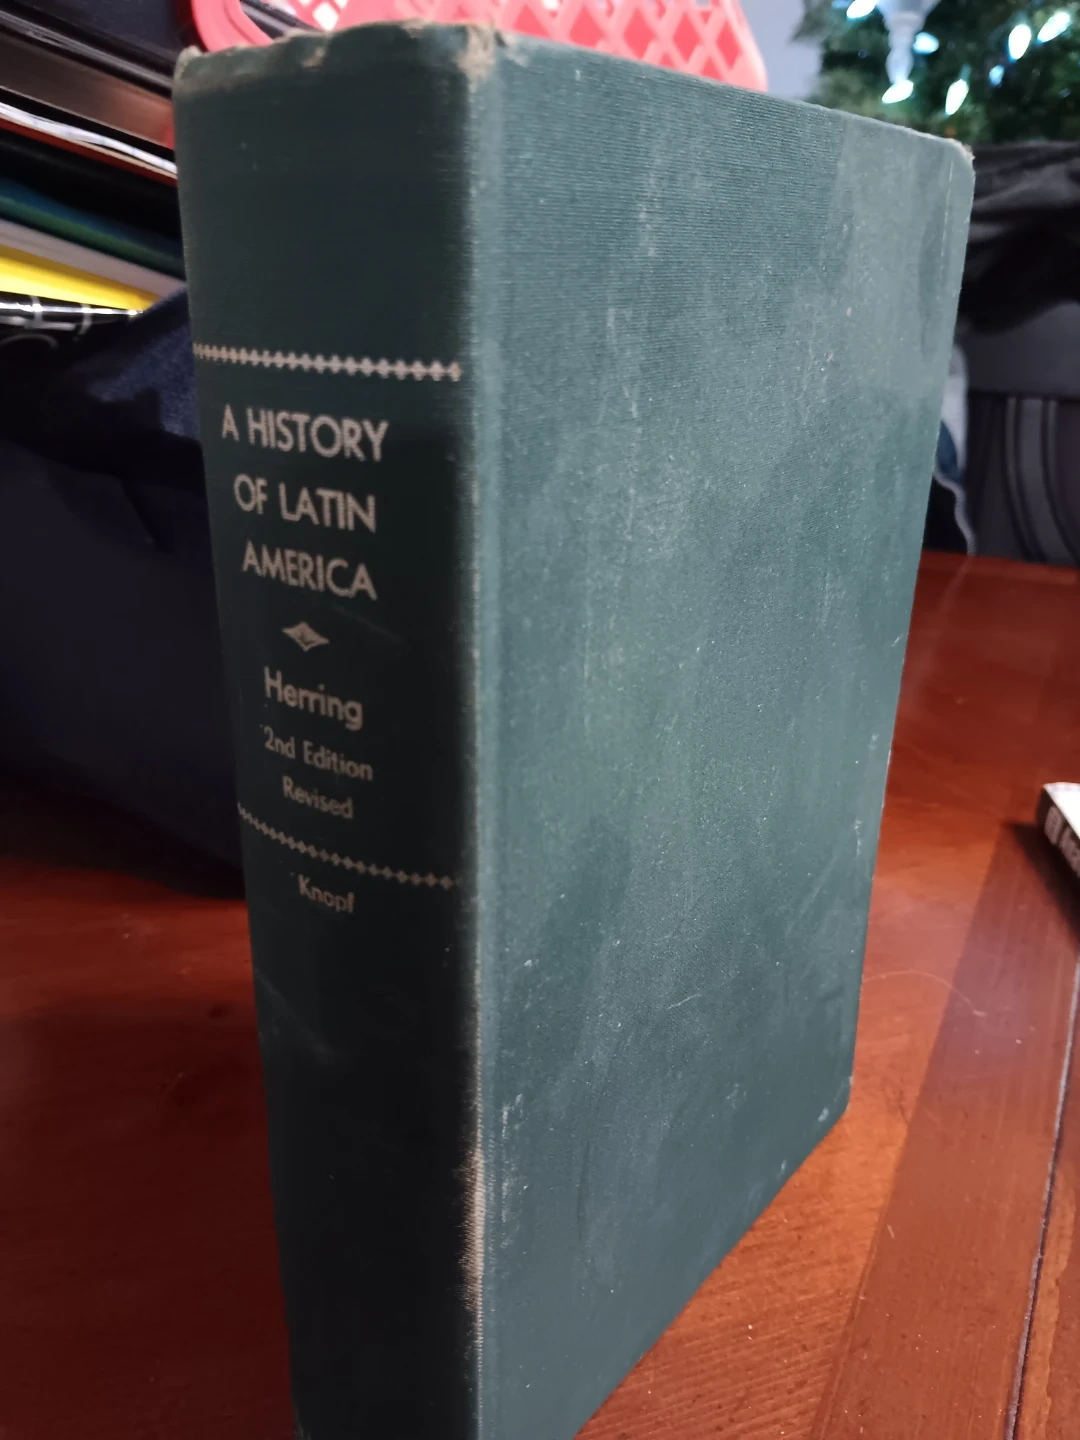 A HISTORY
OF LATIN
AMERICA
Herring
2nd Edition
Revised
Knopf